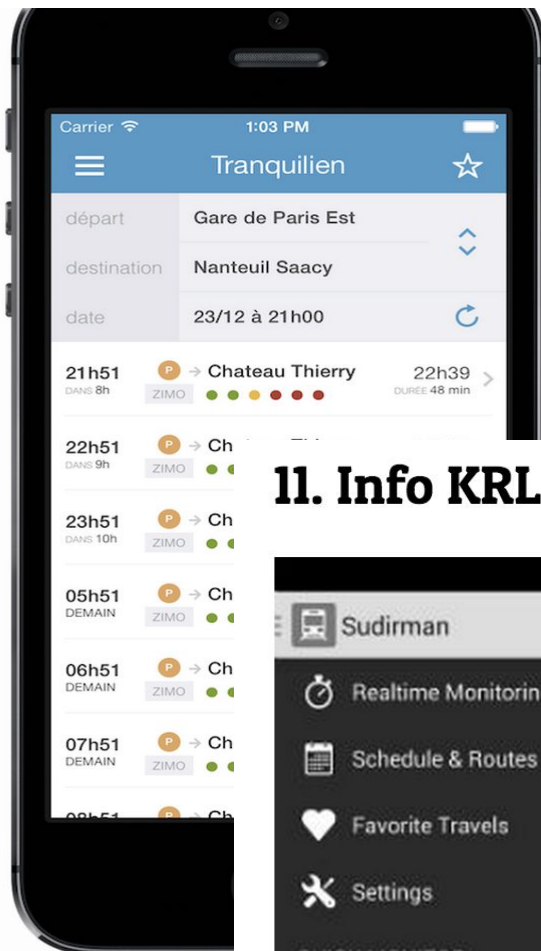 Carrier 1:03 PM
Tranquilien
départ Gare de Paris Est
destination Nanteuil Saacy
date 23/12 à 21h00
21h51 P → Chateau Thierry 22h39
DANS 8h ZIMO DURÉE 48 min
22h51 P → Ch
DANS 9h ZIMO
23h51 P → Ch
DANS 10h ZIMO
05h51 P → Ch
DEMAIN ZIMO
06h51 P → Ch
DEMAIN ZIMO
07h51 P → Ch
DEMAIN ZIMO
11. Info KRL
Sudirman
Realtime Monitorin
Schedule & Routes
Favorite Travels
Settings